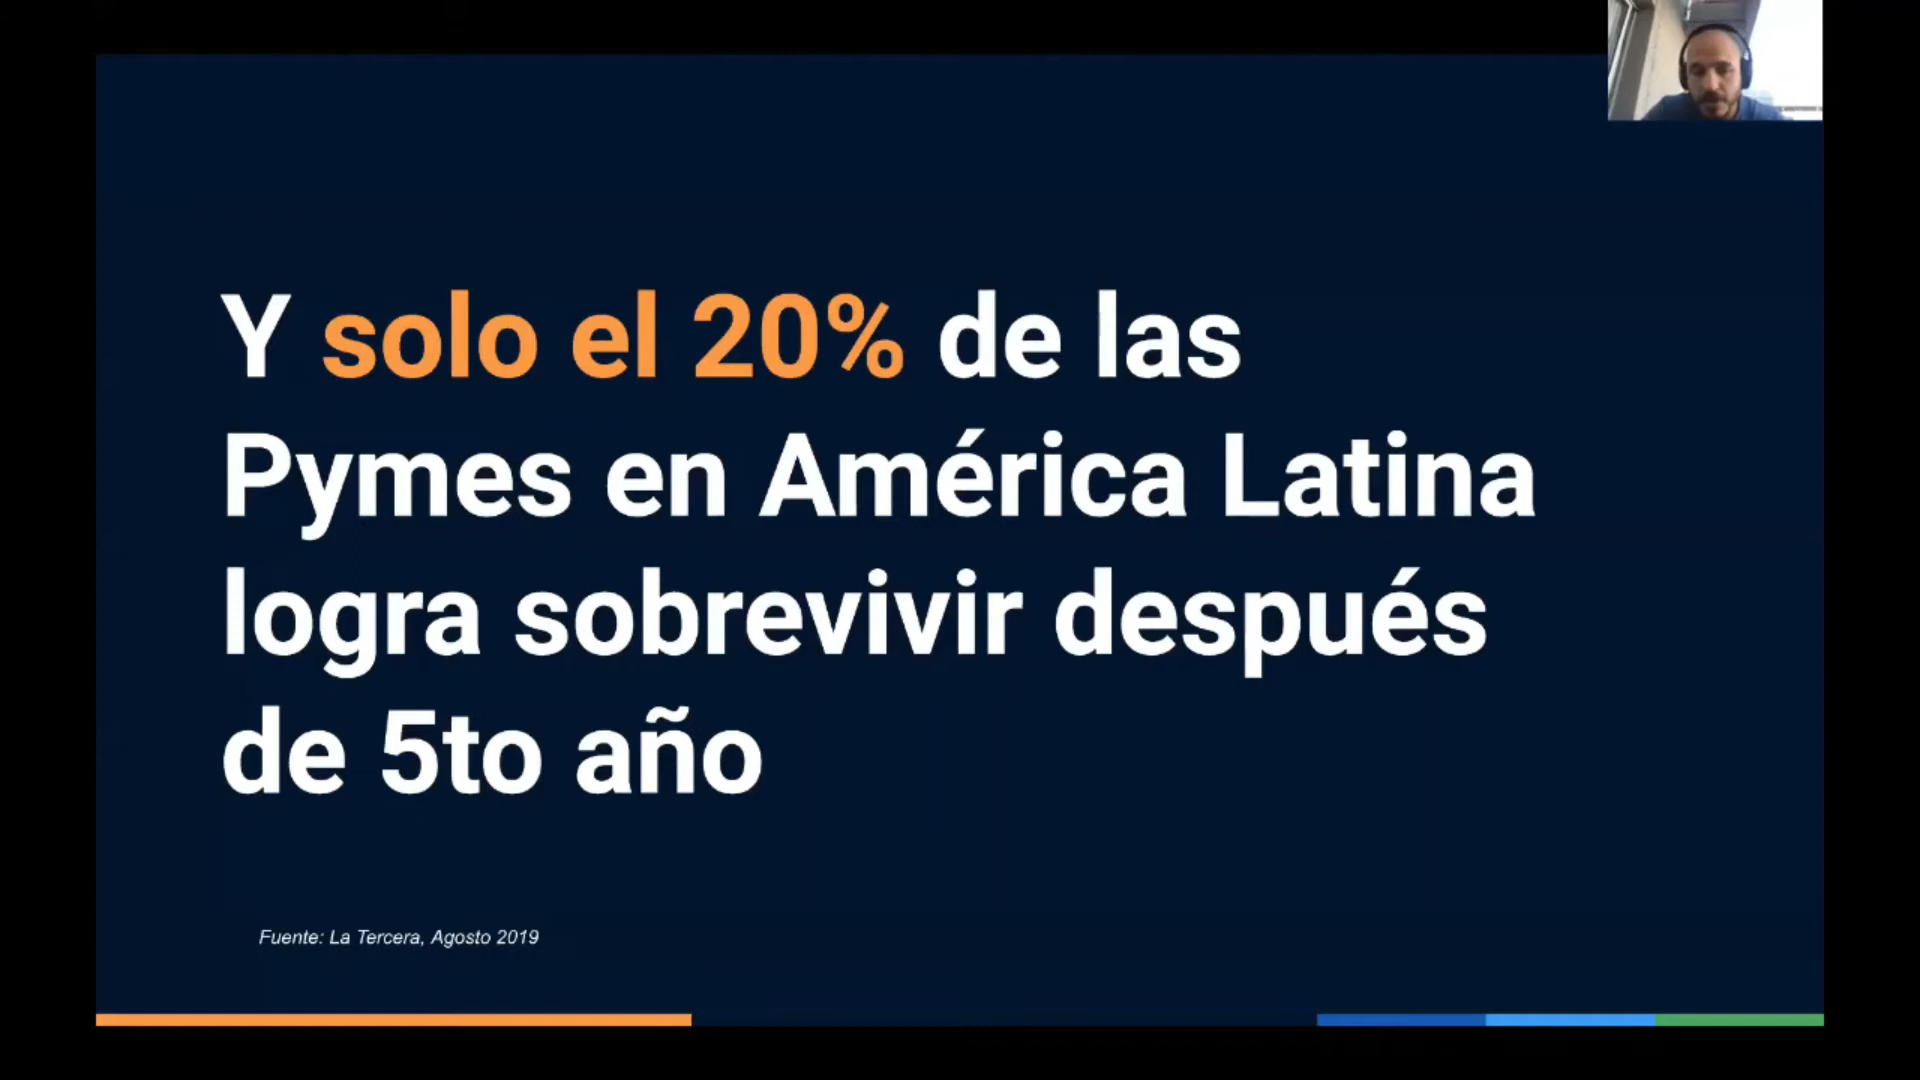 Y solo el 20% de las
Pymes en América Latina
logra sobrevivir después
de 5to año
Fuente: La Tercera, Agosto 2019